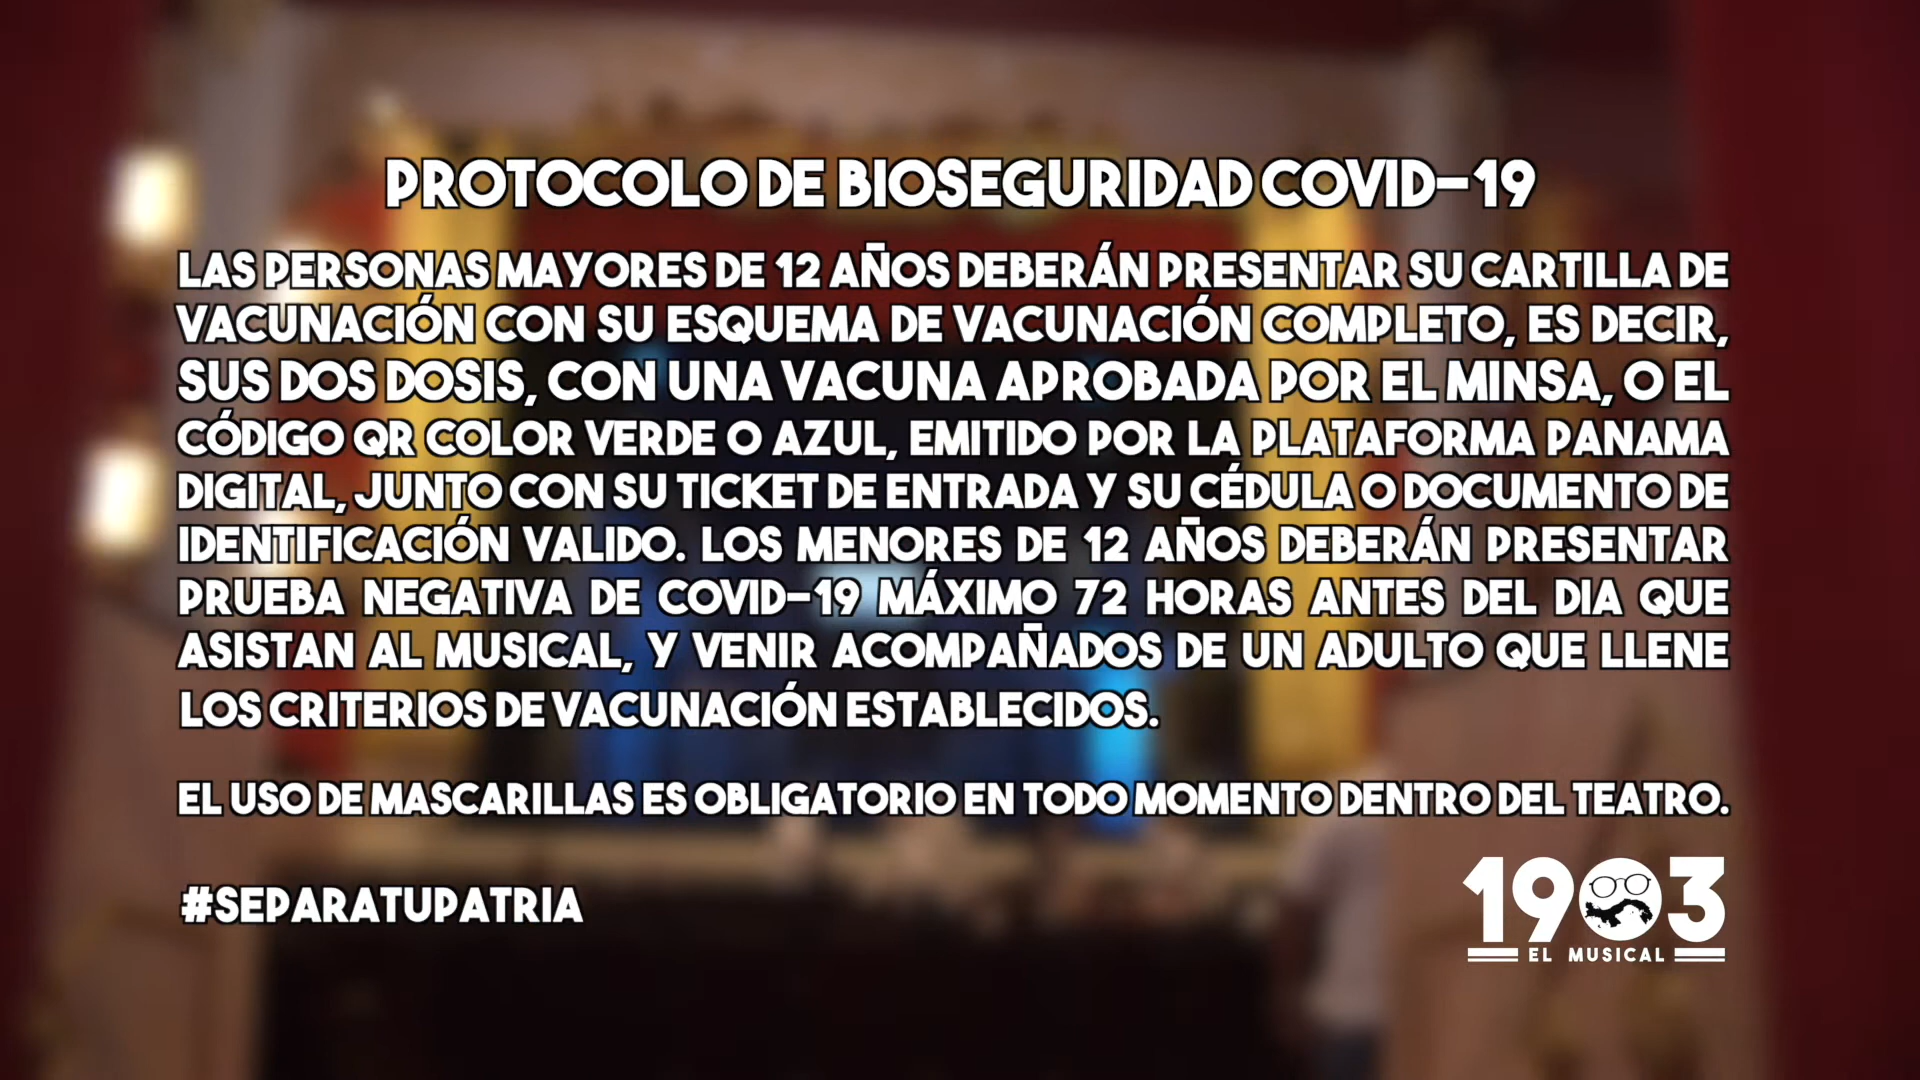 PROTOCOLO DE BIOSEGURIDAD COVID-19
LAS PERSONAS MAYORES DE 12 AÑOS DEBERÁN PRESENTAR SU CARTILLA DE
VACUNACIÓN CON SU ESQUEMA DE VACUNACIÓN COMPLETO, ES DECIR,
SUS DOS DOSIS, CON UNA VACUNA APROBADA POR EL MINSA, O EL
CÓDIGO QR COLOR VERDE O AZUL, EMITIDO POR LA PLATAFORMA PANAMA
DIGITAL, JUNTO CON SU TICKET DE ENTRADA Y SU CÉDULA O DOCUMENTO DE
IDENTIFICACIÓN VALIDO. LOS MENORES DE 12 AÑOS DEBERÁN PRESENTAR
PRUEBA NEGATIVA DE COVID-19 MÁXIMO 72 HORAS ANTES DEL DIA QUE
ASISTAN AL MUSICAL, Y VENIR ACOMPAÑADOS DE UN ADULTO QUE LLENE
LOS CRITERIOS DE VACUNACIÓN ESTABLECIDOS.
EL USO DE MASCARILLAS ES OBLIGATORIO EN TODO MOMENTO DENTRO DEL TEATRO.
#SEPARATUPATRIA
1903
EL MUSICAL